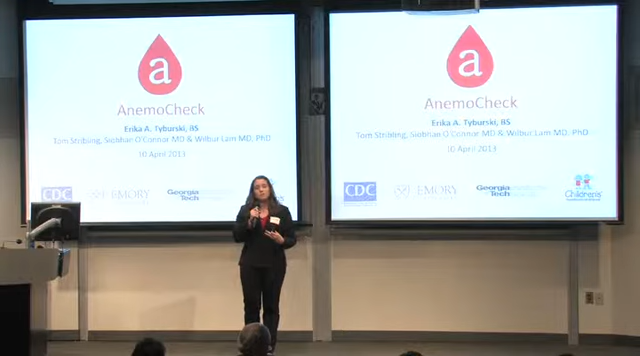 a
AnemoCheck
Erika A. Tyburski, BS
Tom Stribling, Siobhan O'Connor MD & Wilbur Lam MD, PhD
10 April 2013
CDC
EMORY
Georgia Tech
a
AnemoCheck
Erika A. Tyburski, BS
Tom Stribling, Siobhan O'Connor MD & Wilbur Lam MD, PhD
10 April 2013
CDC
EMORY
Georgia Tech
Children's